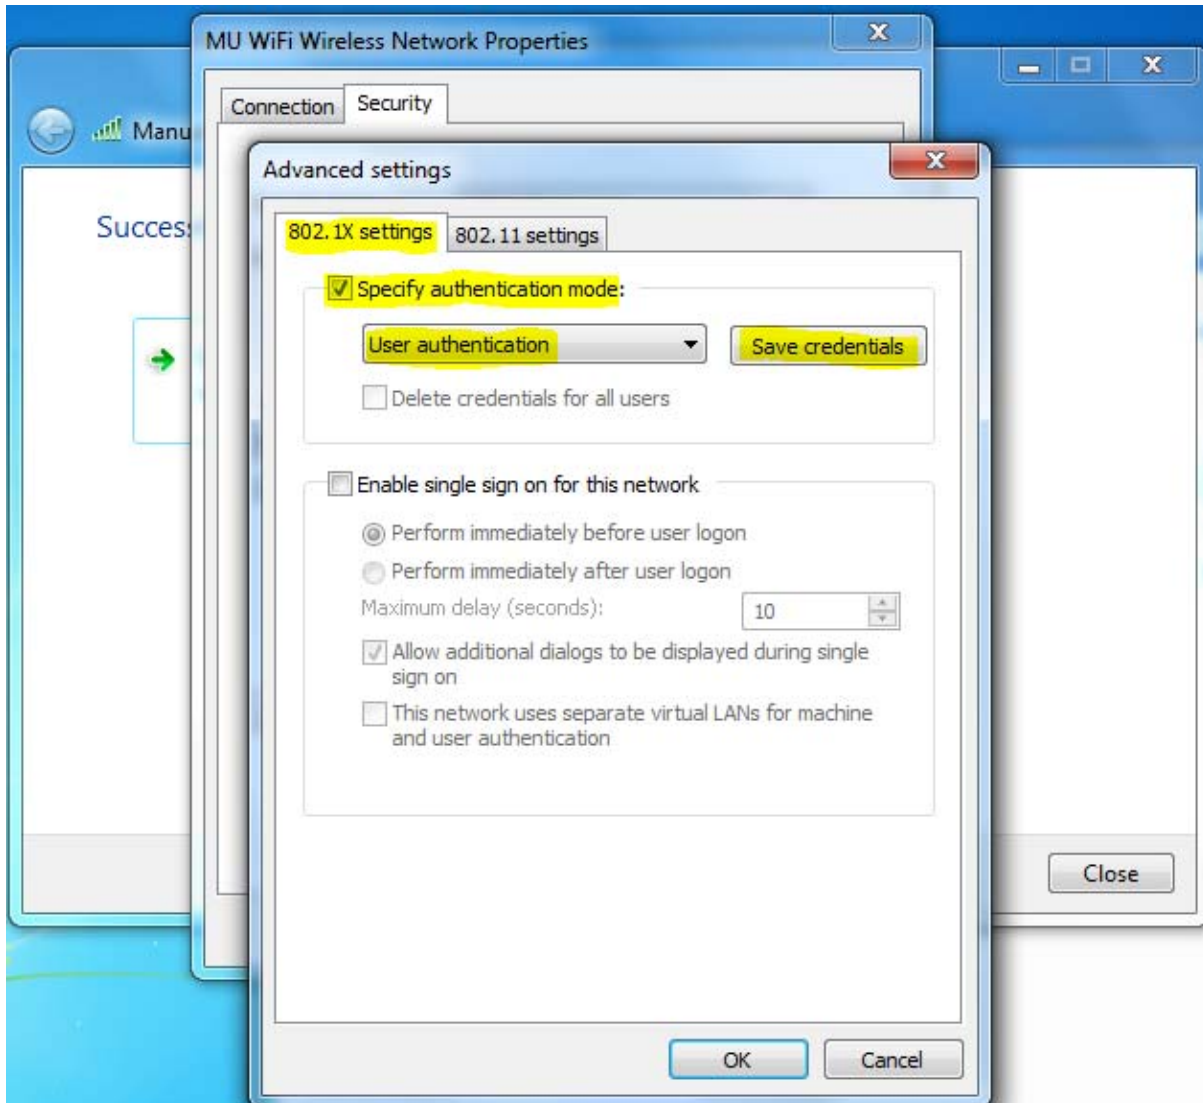 MU WiFi Wireless Network Properties
Connection
Security
Manu
Advanced settings
Success
802.1X settings
802.11 settings
Specify authentication mode:
User authentication
Save credentials
Delete credentials for all users
Enable single sign on for this network
Perform immediately before user logon
Perform immediately after user logon
Maximum delay (seconds):
10
Allow additional dialogs to be displayed during single
sign on
This network uses separate virtual LANs for machine
and user authentication
Close
OK
Cancel